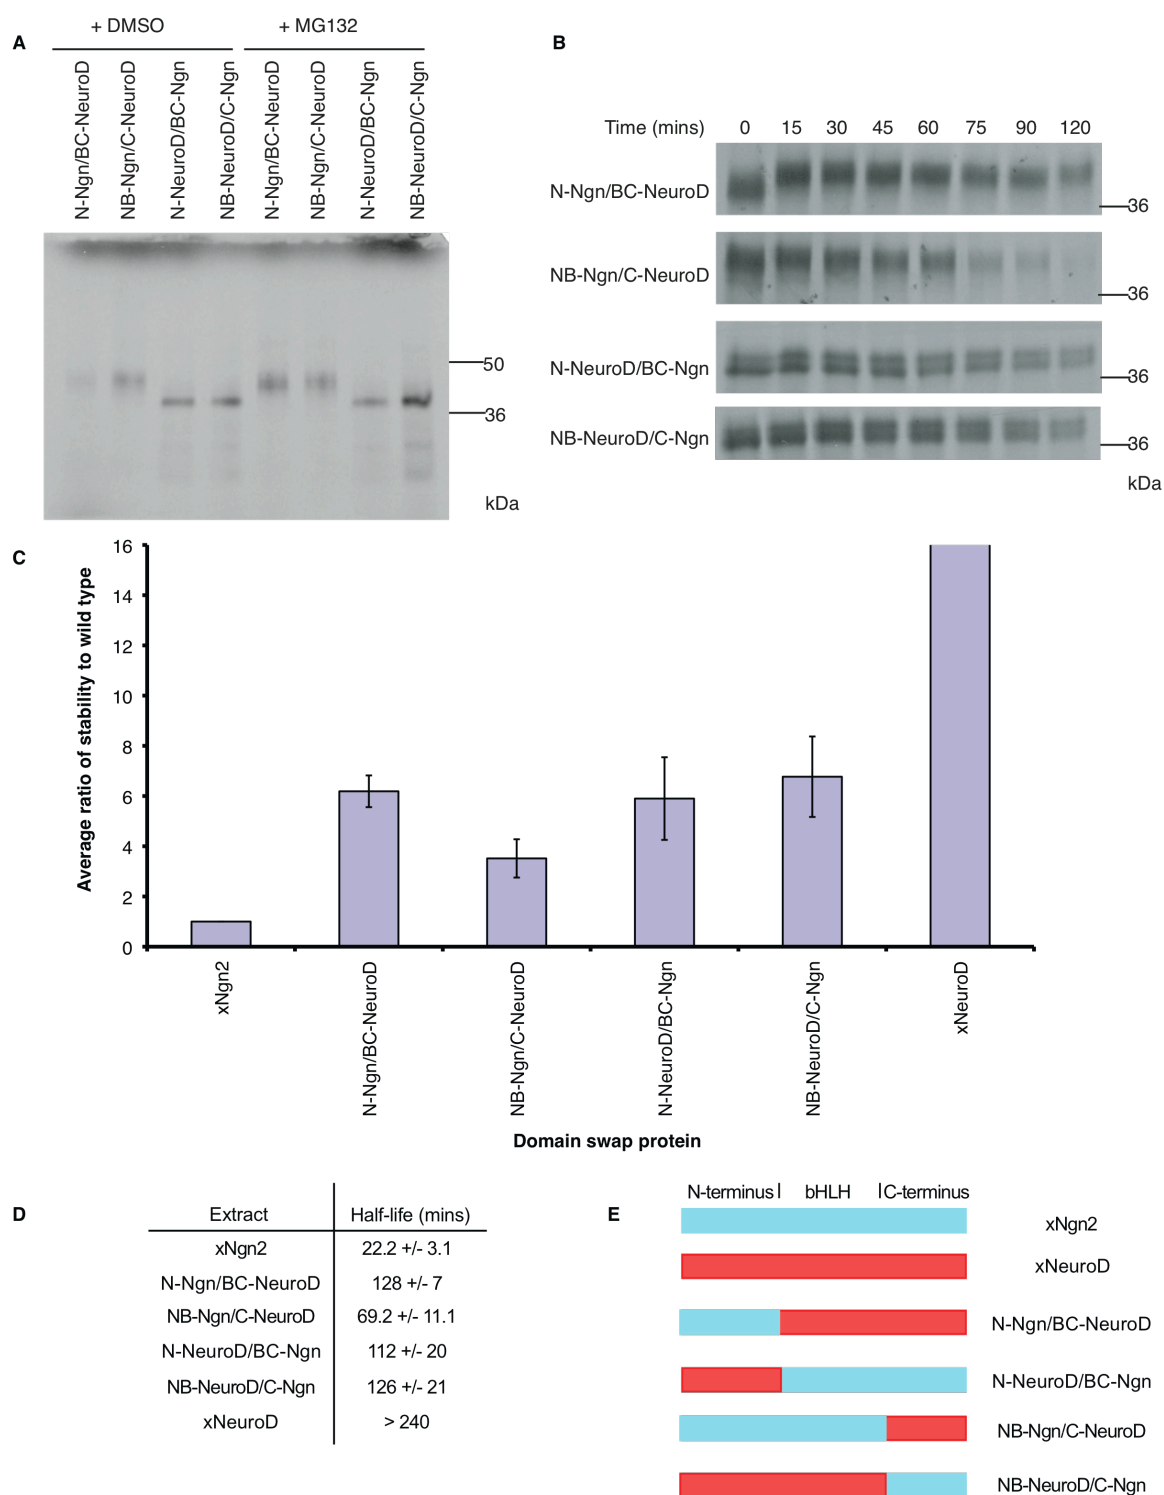 A
+ DMSO
+ MG132
N-Ngn/BC-NeuroD
NB-Ngn/C-NeuroD
N-NeuroD/BC-Ngn
NB-NeuroD/C-Ngn
N-Ngn/BC-NeuroD
NB-Ngn/C-NeuroD
N-NeuroD/BC-Ngn
NB-NeuroD/C-Ngn
50
36
kDa
B
Time (mins) 0 15 30 45 60 75 90 120
N-Ngn/BC-NeuroD
36
NB-Ngn/C-NeuroD
36
N-NeuroD/BC-Ngn
36
NB-NeuroD/C-Ngn
36
kDa
C
Average ratio of stability to wild type
16
14
12
10
8
6
4
2
0
xNgn2
N-Ngn/BC-NeuroD
NB-Ngn/C-NeuroD
N-NeuroD/BC-Ngn
NB-NeuroD/C-Ngn
xNeuroD
Domain swap protein
D
Extract Half-life (mins)
xNgn2 22.2 +/- 3.1
N-Ngn/BC-NeuroD 128 +/- 7
NB-Ngn/C-NeuroD 69.2 +/- 11.1
N-NeuroD/BC-Ngn 112 +/- 20
NB-NeuroD/C-Ngn 126 +/- 21
xNeuroD > 240
E
N-terminus bHLH C-terminus
xNgn2
xNeuroD
N-Ngn/BC-NeuroD
N-NeuroD/BC-Ngn
NB-Ngn/C-NeuroD
NB-NeuroD/C-Ngn